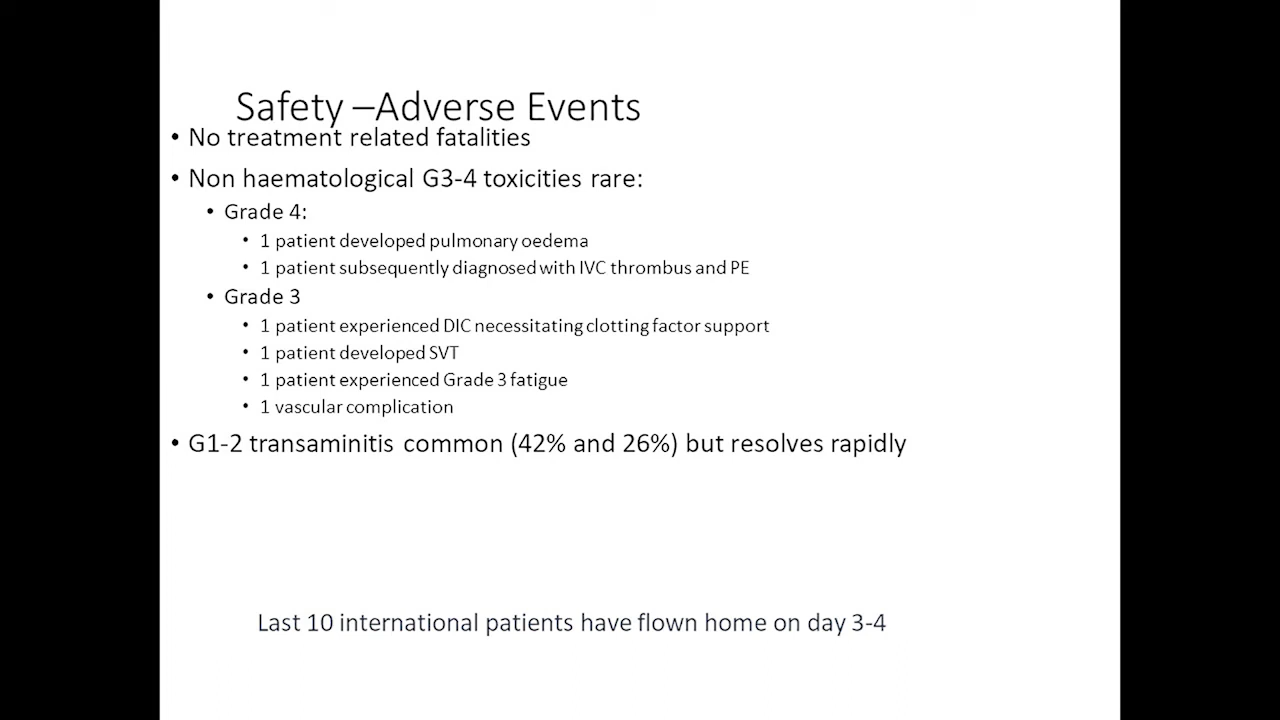 Safety –Adverse Events
• No treatment related fatalities
• Non haematological G3-4 toxicities rare:
• Grade 4:
• 1 patient developed pulmonary oedema
• 1 patient subsequently diagnosed with IVC thrombus and PE
• Grade 3
• 1 patient experienced DIC necessitating clotting factor support
• 1 patient developed SVT
• 1 patient experienced Grade 3 fatigue
• 1 vascular complication
• G1-2 transaminitis common (42% and 26%) but resolves rapidly
Last 10 international patients have flown home on day 3-4